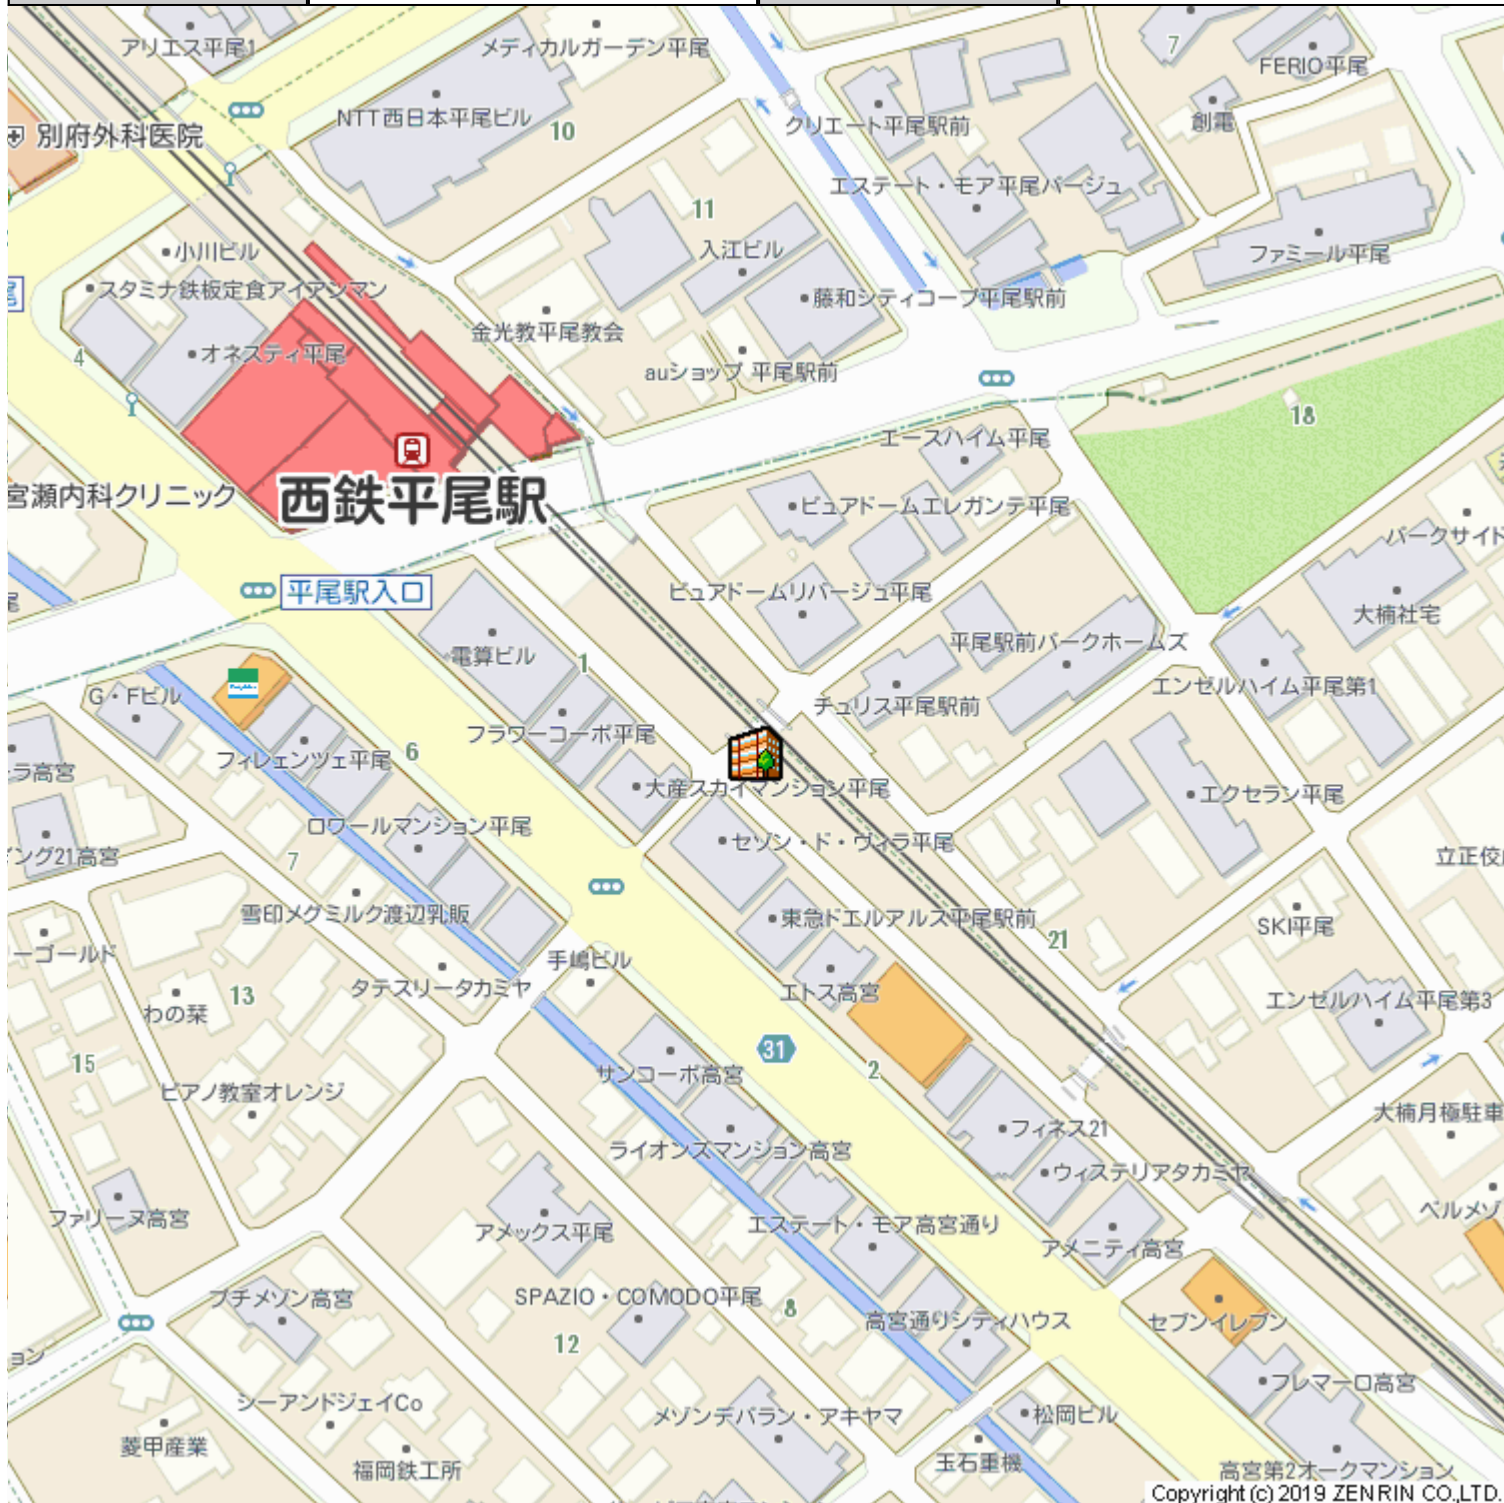 アリエス平尾1
メディカルガーデン平尾
7
FERIO平尾
NTT西日本平尾ビル
10
クリエート平尾駅前
創電
別府外科医院
エステート・モア平尾バージュ
11
小川ビル
入江ビル
ファミール平尾
スタミナ鉄板定食アイアンマン
藤和シティコープ平尾駅前
尾
金光教平尾教会
4
オネスティ平尾
auショップ 平尾駅前
18
エースハイム平尾
宮瀬内科クリニック
西鉄平尾駅
ピュアドームエレガンテ平尾
パークサイド
平尾駅入口
ピュアドームリバージュ平尾
大楠社宅
電算ビル
1
平尾駅前パークホームズ
G・Fビル
エンゼルハイム平尾第1
チュリス平尾駅前
フラワーコーポ平尾
6
フィレェンツェ平尾
ラ高宮
大産スカイマンション平尾
エクセラン平尾
ロワールマンション平尾
セゾン・ド・ヴィラ平尾
ング21高宮
7
立正佼
雪印メグミルク渡辺乳販
東急ドエルアルス平尾駅前
SKI平尾
21
ーゴールド
手嶋ビル
タテスリータカミヤ
エトス高宮
13
わの栞
エンゼルハイム平尾第3
31
15
サンコーポ高宮
2
ピアノ教室オレンジ
大楠月極駐車
フィネス21
ライオンズマンション高宮
ウィステリアタカミヤ
ファリーヌ高宮
アメックス平尾
エステート・モア高宮通り
ベルメゾ
アメニティ高宮
プチメゾン高宮
SPAZIO・COMODO平尾
8
高宮通りシティハウス
セブンイレブン
12
ョン
シーアンドジェイCo
フレマーロ高宮
メゾンデパラン・アキヤマ
松岡ビル
菱甲産業
福岡鉄工所
玉石重機
高宮第2オークマンション
Copyright (c) 2019 ZENRIN CO.,LTD